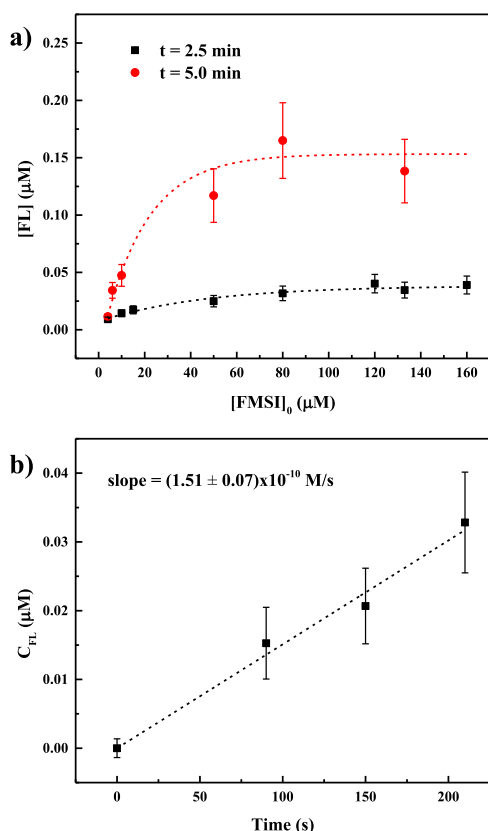 a)
t = 2.5 min
t = 5.0 min
0.25
0.20
0.15
0.10
0.05
0.00
[FL] (µM)
0 20 40 60 80 100 120 140 160
[FMSI]₀ (µM)
b)
slope = (1.51 ± 0.07)x10⁻¹⁰ M/s
0.04
0.03
0.02
0.01
0.00
C_FL (µM)
0 50 100 150 200
Time (s)